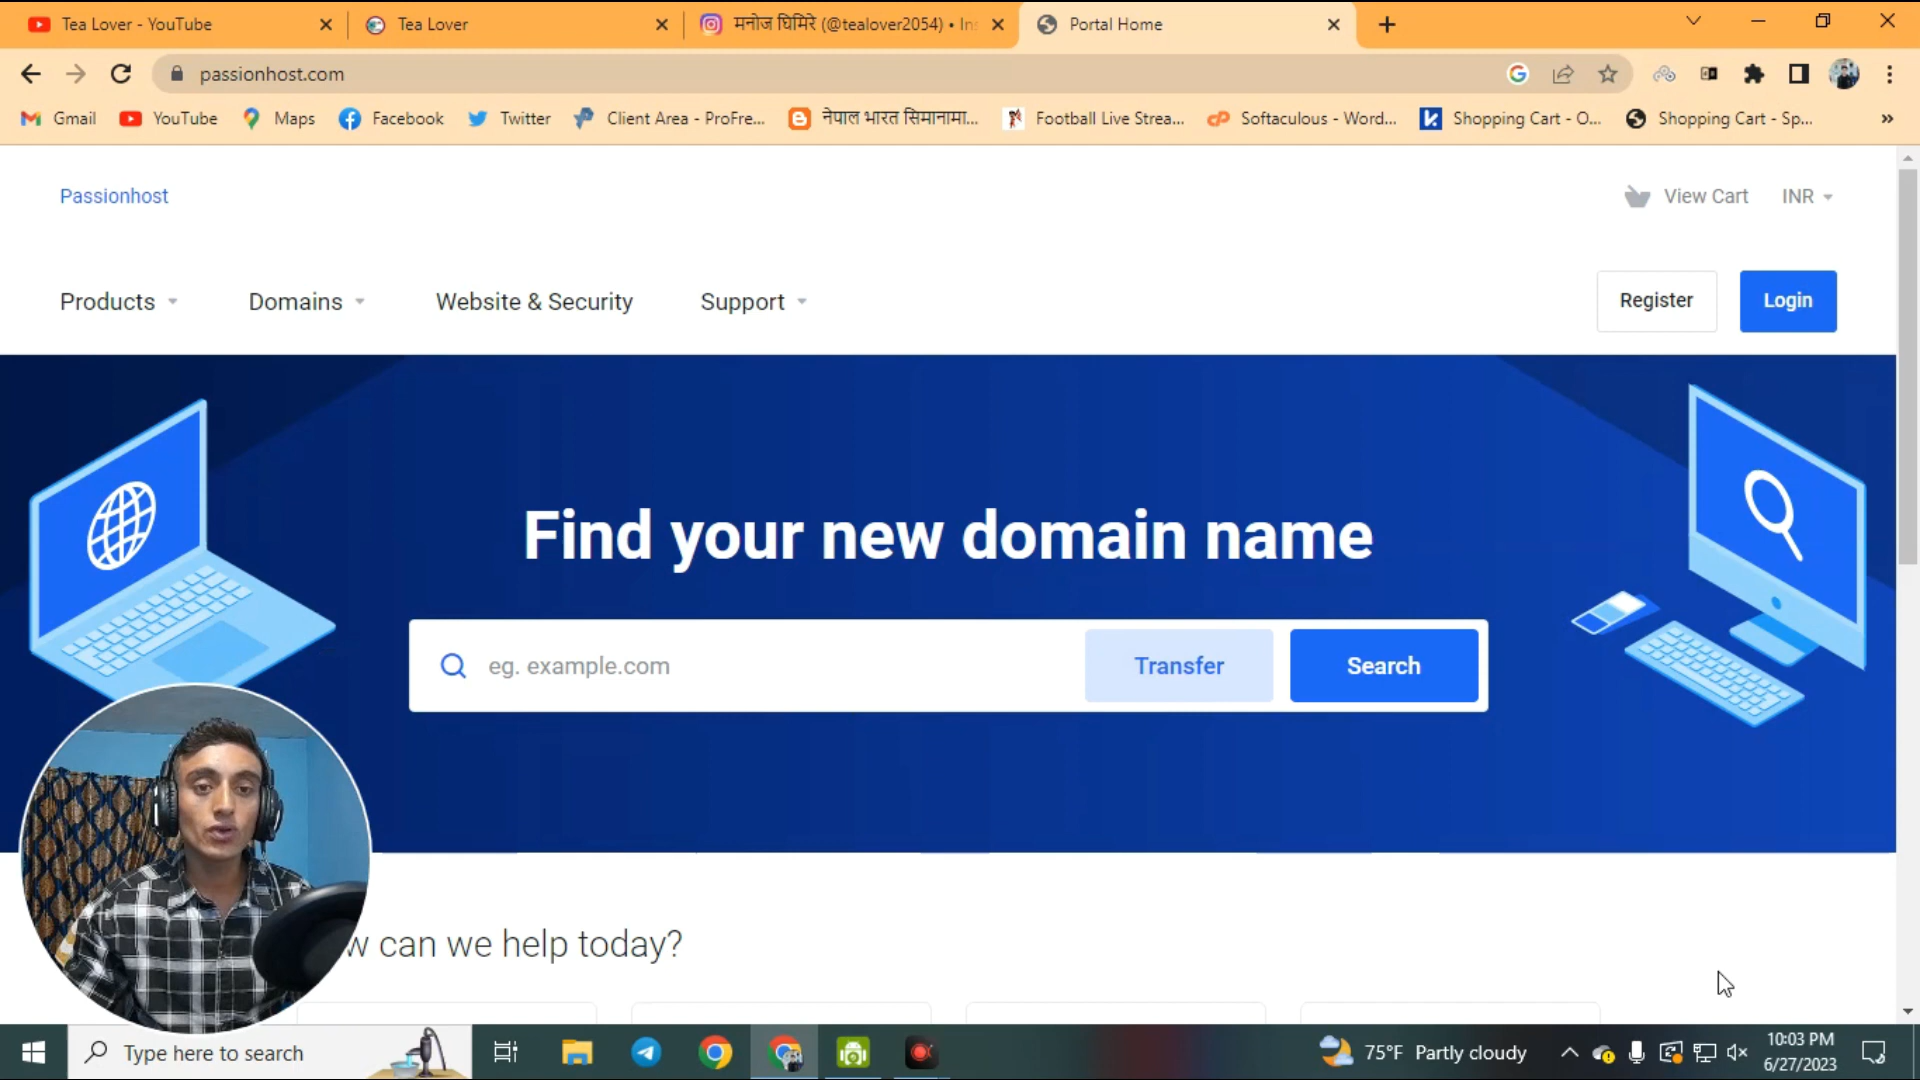 Tea Lover - YouTube
Tea Lover
मनोज घिमिरे (@tealover2054) • In
Portal Home
passionhost.com
Gmail
YouTube
Maps
Facebook
Twitter
Client Area - ProFre...
नेपाल भारत सिमानामा...
Football Live Strea...
Softaculous - Word...
Shopping Cart - O...
Shopping Cart - Sp...
Passionhost
View Cart
INR
Products
Domains
Website & Security
Support
Register
Login
Find your new domain name
eg. example.com
Transfer
Search
w can we help today?
Type here to search
75°F Partly cloudy
10:03 PM
6/27/2023